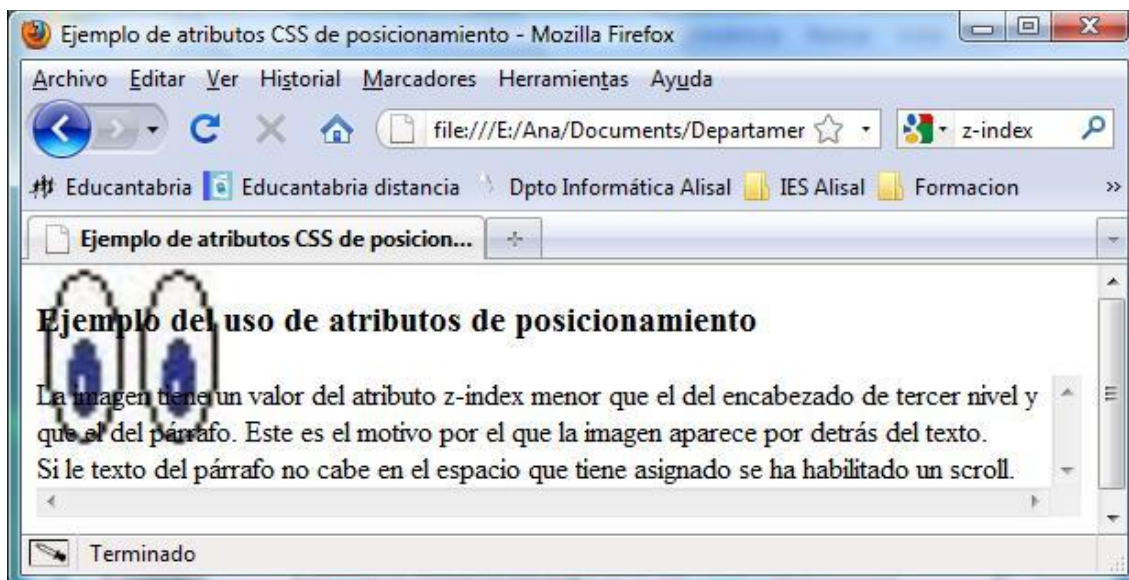 Ejemplo de atributos CSS de posicionamiento - Mozilla Firefox
Archivo Editar Ver Historial Marcadores Herramientas Ayuda
file:///E:/Ana/Documents/Departamer z-index
Educantabria Educantabria distancia Dpto Informática Alisal IES Alisal Formacion »
Ejemplo de atributos CSS de posicion...
Ejemplo del uso de atributos de posicionamiento
La imagen tiene un valor del atributo z-index menor que el del encabezado de tercer nivel y
que el del párrafo. Este es el motivo por el que la imagen aparece por detrás del texto.
Si le texto del párrafo no cabe en el espacio que tiene asignado se ha habilitado un scroll.
Terminado